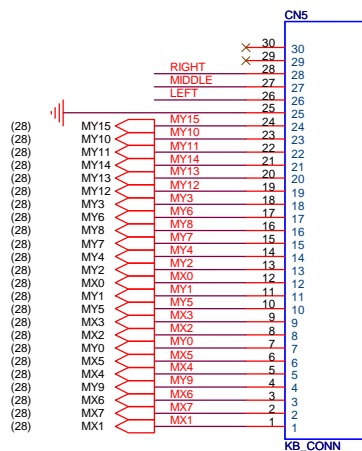 CN5
30 30
29 29
RIGHT 28 28
MIDDLE 27 27
LEFT 26 26
25 25
(28) MY15 MY15 24 24
(28) MY10 MY10 23 23
(28) MY11 MY11 22 22
(28) MY14 MY14 21 21
(28) MY13 MY13 20 20
(28) MY12 MY12 19 19
(28) MY3 MY3 18 18
(28) MY6 MY6 17 17
(28) MY8 MY8 16 16
(28) MY7 MY7 15 15
(28) MY4 MY4 14 14
(28) MY2 MY2 13 13
(28) MX0 MX0 12 12
(28) MY1 MY1 11 11
(28) MY5 MY5 10 10
(28) MX3 MX3 9 9
(28) MX2 MX2 8 8
(28) MY0 MY0 7 7
(28) MX5 MX5 6 6
(28) MX4 MX4 5 5
(28) MY9 MY9 4 4
(28) MX6 MX6 3 3
(28) MX7 MX7 2 2
(28) MX1 MX1 1 1
KB_CONN